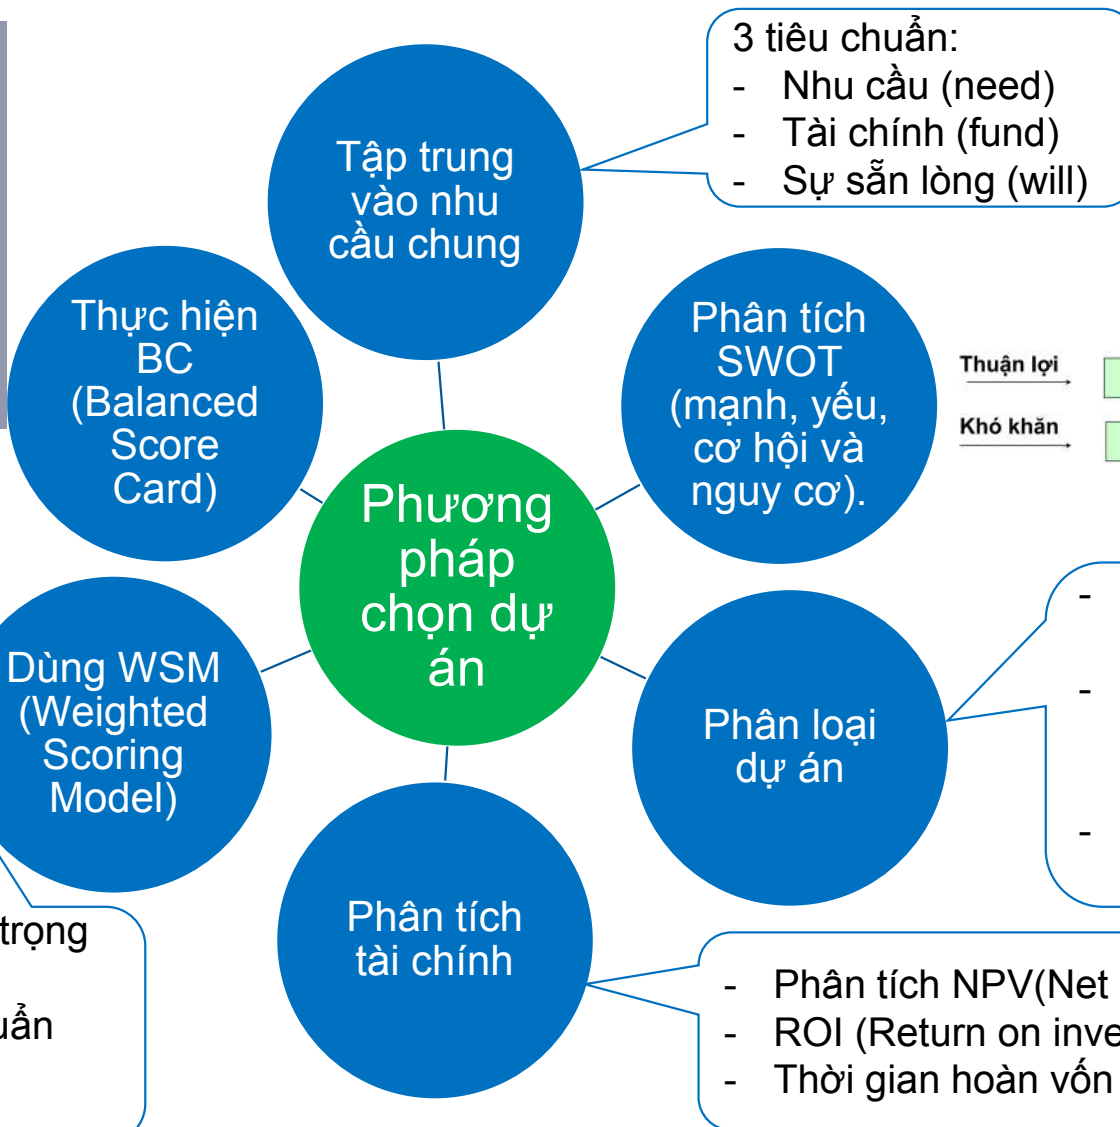 3 tiêu chuẩn:
- Nhu cầu (need)
- Tài chính (fund)
- Sự sẵn lòng (will)
Tập trung
vào nhu
cầu chung
Thực hiện
BC
(Balanced
Score
Card)
Phân tích
SWOT
(mạnh, yếu,
cơ hội và
nguy cơ).
Thuận lợi
Khó khăn
Phương
pháp
chọn dự
án
Dùng WSM
(Weighted
Scoring
Model)
Phân loại
dự án
-
-
-
Phân tích
tài chính
trọng
- Phân tích NPV(Net
- ROI (Return on
- Thời gian hoàn vốn